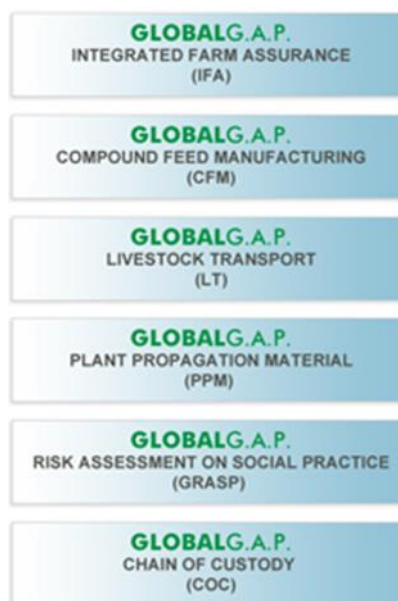 GLOBALG.A.P.
INTEGRATED FARM ASSURANCE
(IFA)
GLOBALG.A.P.
COMPOUND FEED MANUFACTURING
(CFM)
GLOBALG.A.P.
LIVESTOCK TRANSPORT
(LT)
GLOBALG.A.P.
PLANT PROPAGATION MATERIAL
(PPM)
GLOBALG.A.P.
RISK ASSESSMENT ON SOCIAL PRACTICE
(GRASP)
GLOBALG.A.P.
CHAIN OF CUSTODY
(COC)